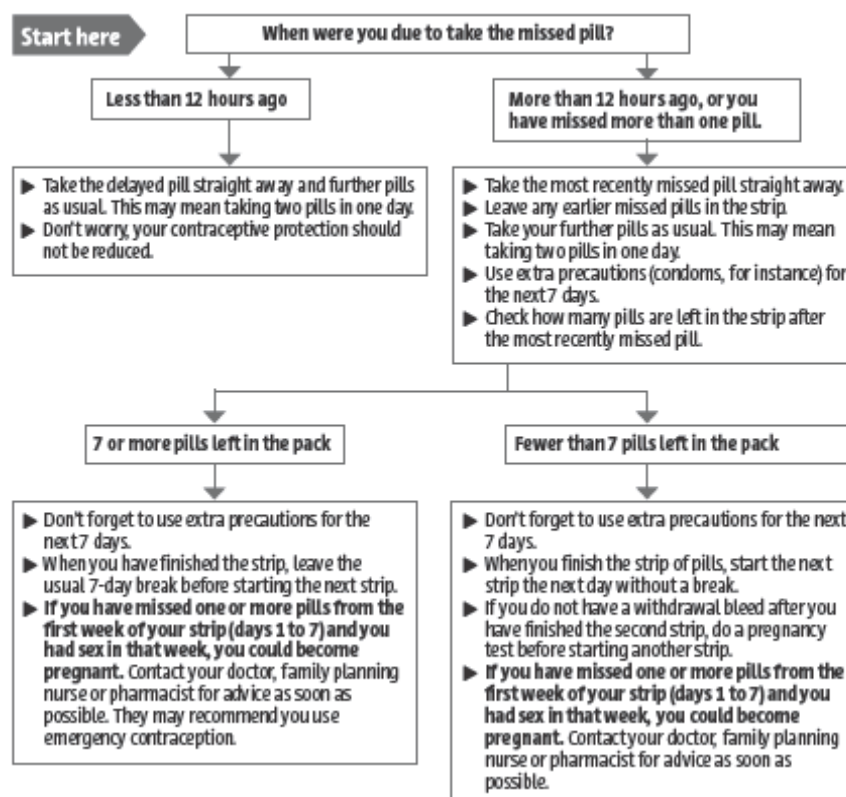 Start here
When were you due to take the missed pill?
Less than 12 hours ago
More than 12 hours ago, or you
have missed more than one pill.
▶ Take the delayed pill straight away and further pills
as usual. This may mean taking two pills in one day.
▶ Don't worry, your contraceptive protection should
not be reduced.
▶ Take the most recently missed pill straight away.
▶ Leave any earlier missed pills in the strip.
▶ Take your further pills as usual. This may mean
taking two pills in one day.
▶ Use extra precautions (condoms, for instance) for
the next 7 days.
▶ Check how many pills are left in the strip after
the most recently missed pill.
7 or more pills left in the pack
Fewer than 7 pills left in the pack
▶ Don't forget to use extra precautions for the
next 7 days.
▶ When you have finished the strip, leave the
usual 7-day break before starting the next strip.
▶ If you have missed one or more pills from the
first week of your strip (days 1 to 7) and you
had sex in that week, you could become
pregnant. Contact your doctor, family planning
nurse or pharmacist for advice as soon as
possible. They may recommend you use
emergency contraception.
▶ Don't forget to use extra precautions for the next
7 days.
▶ When you finish the strip of pills, start the next
strip the next day without a break.
▶ If you do not have a withdrawal bleed after you
have finished the second strip, do a pregnancy
test before starting another strip.
▶ If you have missed one or more pills from the
first week of your strip (days 1 to 7) and you
had sex in that week, you could become
pregnant. Contact your doctor, family planning
nurse or pharmacist for advice as soon as
possible.